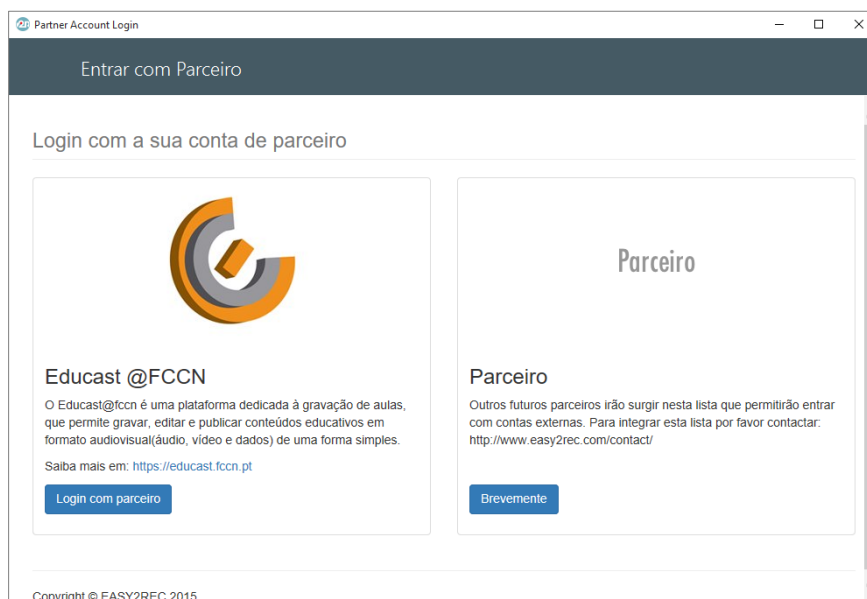 Partner Account Login
Entrar com Parceiro
Login com a sua conta de parceiro
Educast @FCCN
O Educast@fccn é uma plataforma dedicada à gravação de aulas,
que permite gravar, editar e publicar conteúdos educativos em
formato audiovisual(áudio, vídeo e dados) de uma forma simples.
Saiba mais em: https://educast.fccn.pt
Login com parceiro
Parceiro
Parceiro
Outros futuros parceiros irão surgir nesta lista que permitirão entrar
com contas externas. Para integrar esta lista por favor contactar:
http://www.easy2rec.com/contact/
Brevemente
Copyright © EASY2REC 2015